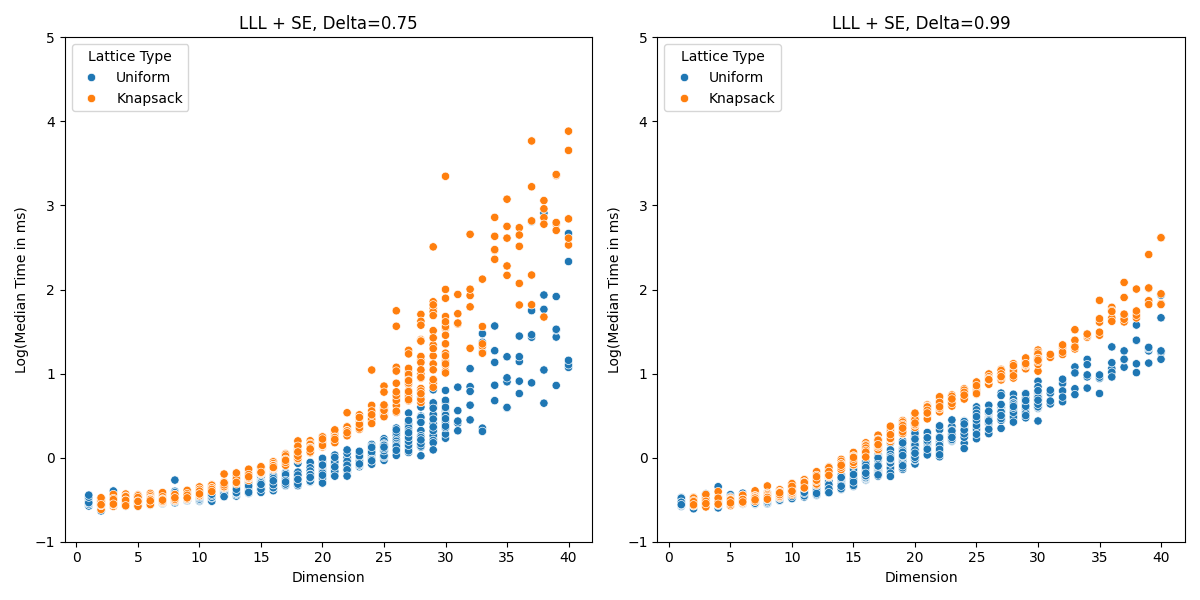 LLL + SE, Delta=0.75
Log(Median Time in ms)
5
4
3
2
1
0
−1
Lattice Type
Uniform
Knapsack
0 5 10 15 20 25 30 35 40
Dimension
LLL + SE, Delta=0.99
Log(Median Time in ms)
5
4
3
2
1
0
−1
Lattice Type
Uniform
Knapsack
0 5 10 15 20 25 30 35 40
Dimension